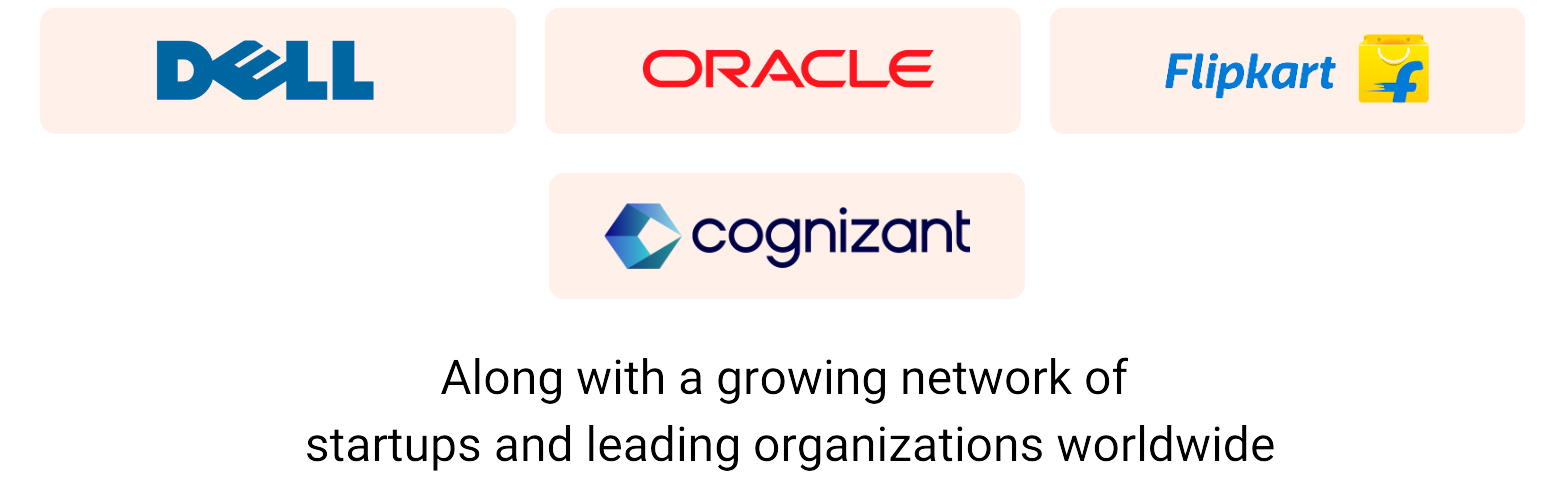 DELL
ORACLE
Flipkart f
cognizant
Along with a growing network of
startups and leading organizations worldwide